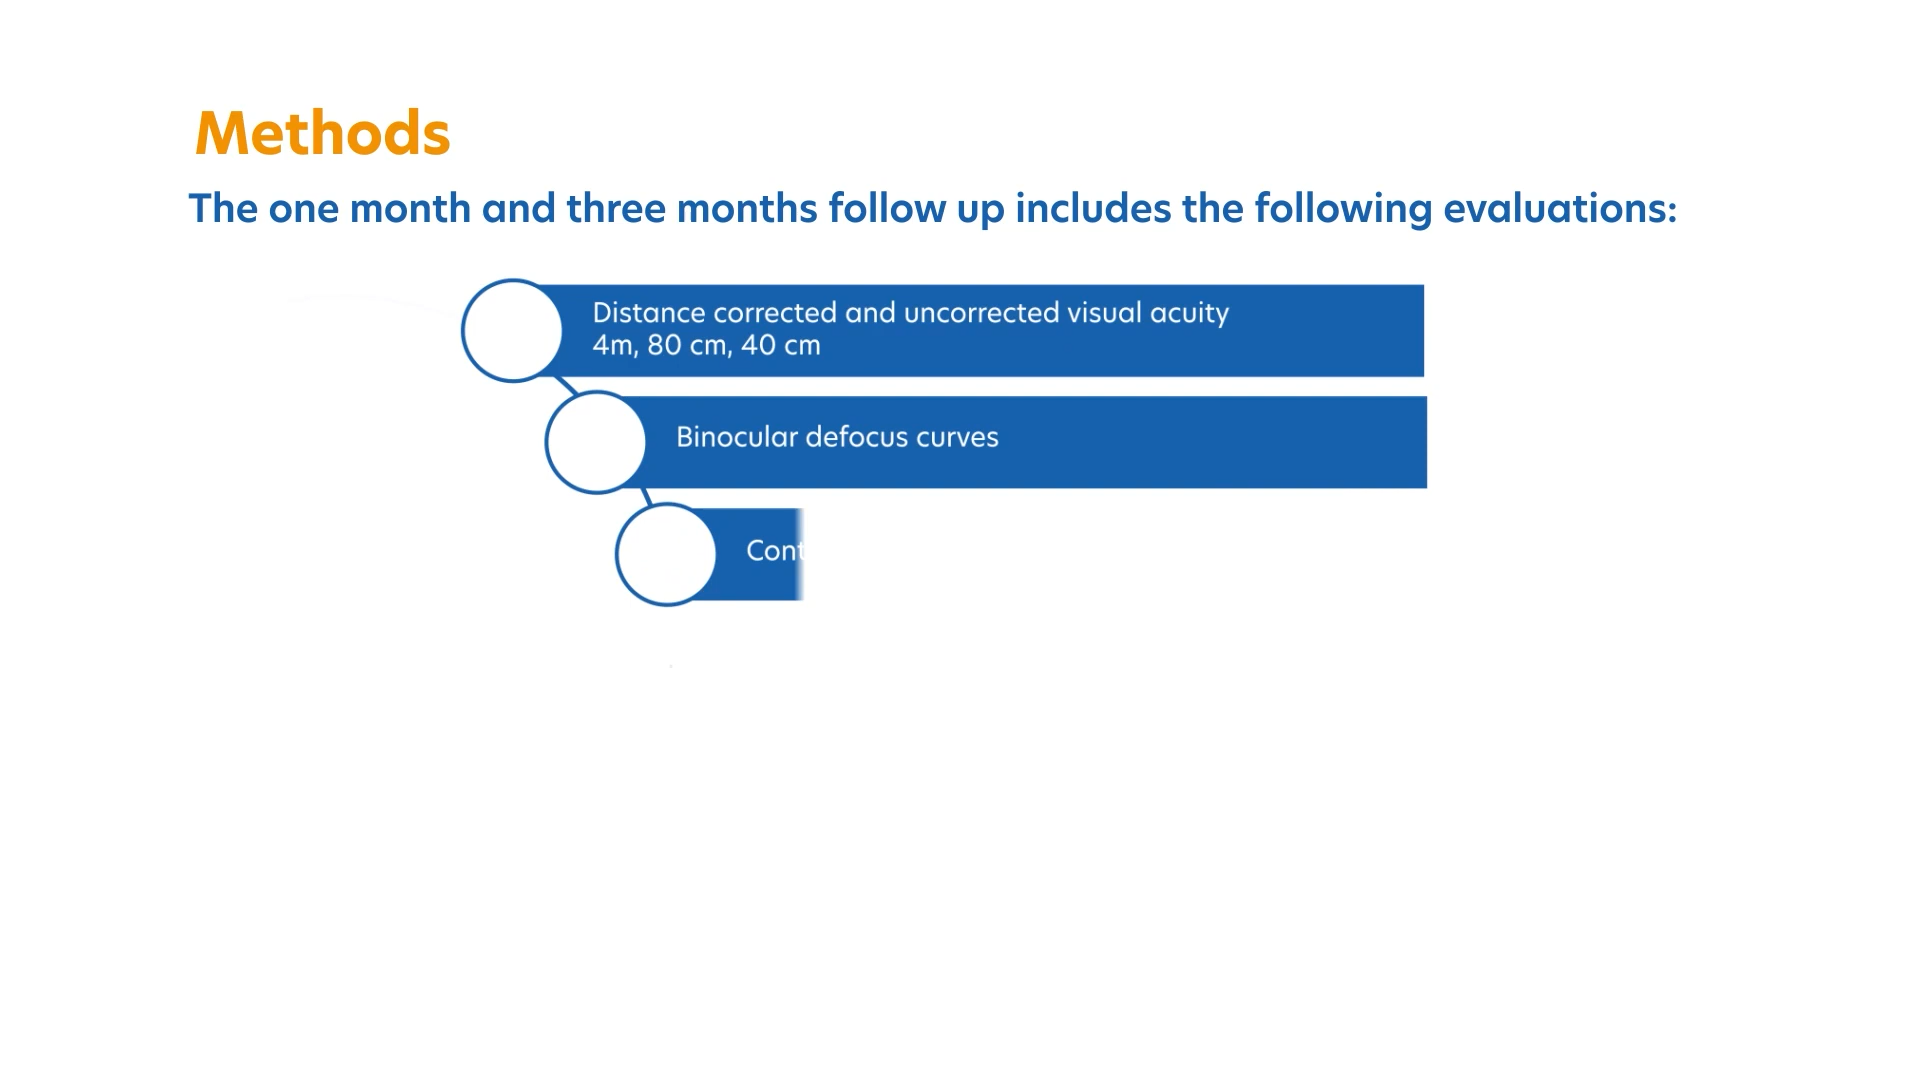 Methods
The one month and three months follow up includes the following evaluations:
Distance corrected and uncorrected visual acuity
4m, 80 cm, 40 cm
Binocular defocus curves
Cont